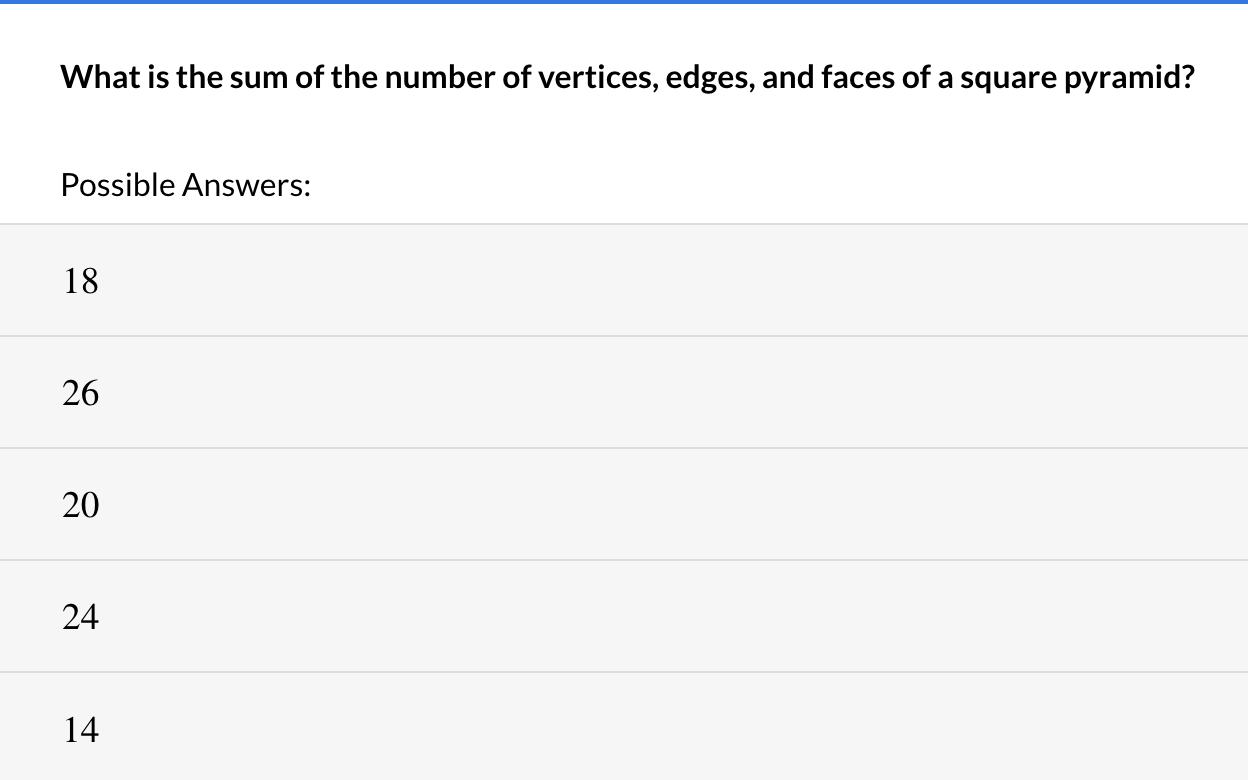 What is the sum of the number of vertices, edges, and faces of a square pyramid?
Possible Answers:
18
26
20
24
14